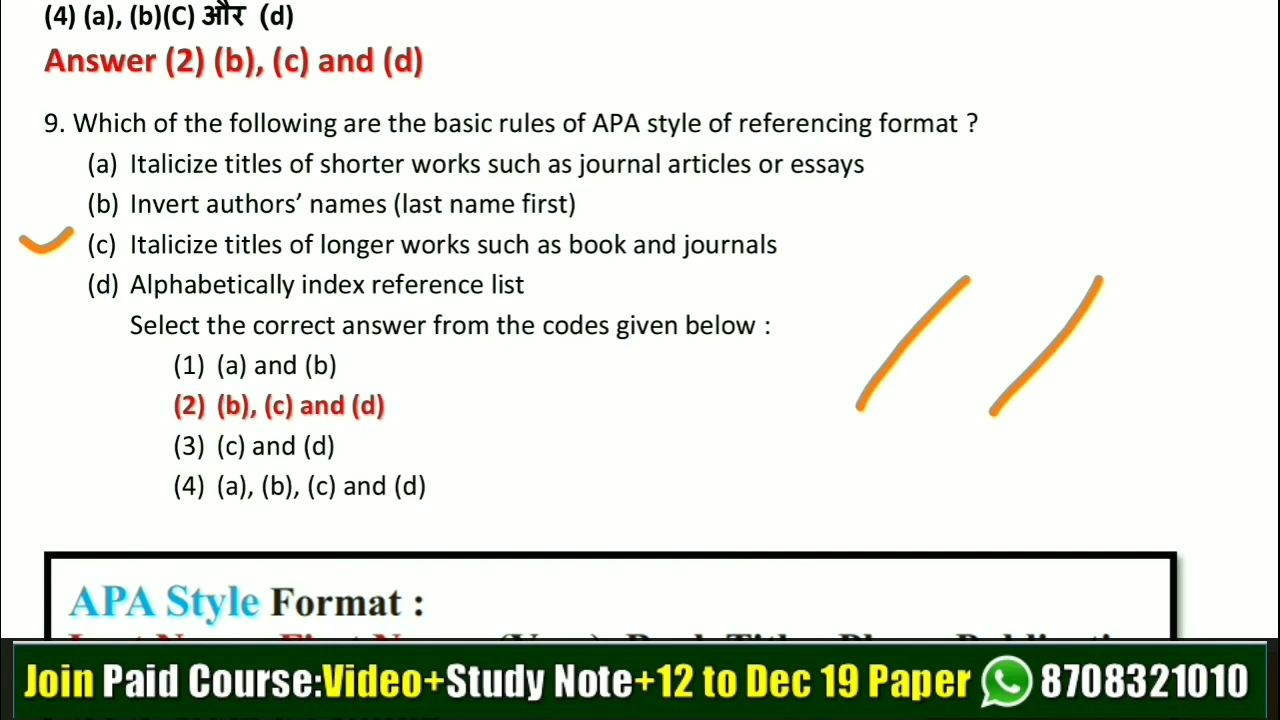 (4) (a), (b)(C) और (d)
Answer (2) (b), (c) and (d)
9. Which of the following are the basic rules of APA style of referencing format ?
(a) Italicize titles of shorter works such as journal articles or essays
(b) Invert authors’ names (last name first)
(c) Italicize titles of longer works such as book and journals
(d) Alphabetically index reference list
Select the correct answer from the codes given below :
(1) (a) and (b)
(2) (b), (c) and (d)
(3) (c) and (d)
(4) (a), (b), (c) and (d)
APA Style Format :
Join Paid Course:Video+Study Note+12 to Dec 19 Paper 8708321010